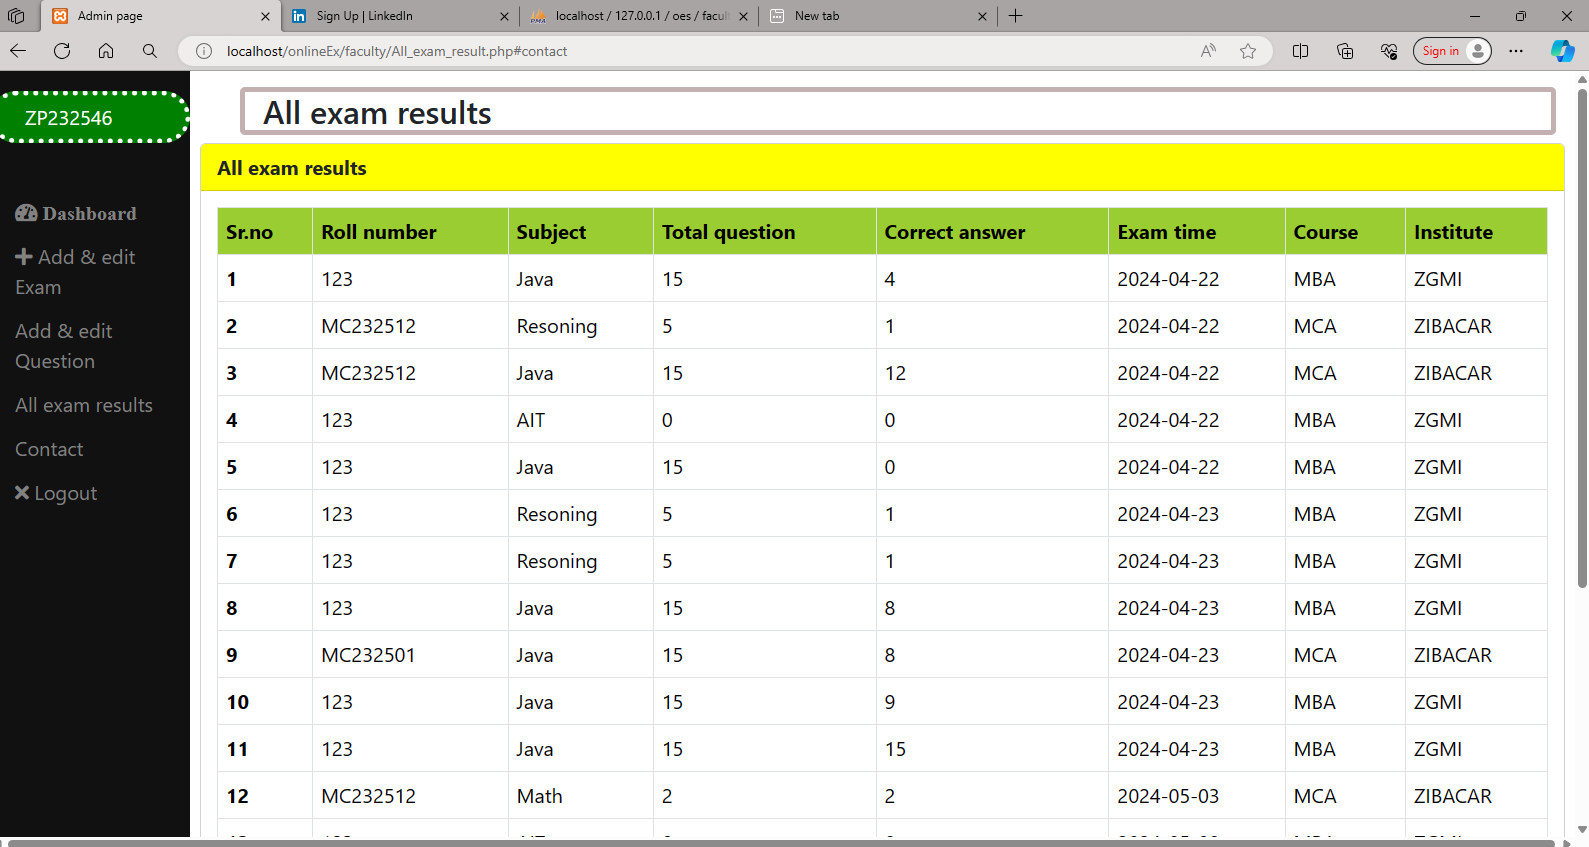 Admin page
Sign Up | LinkedIn
localhost / 127.0.0.1 / oes / facul
New tab
localhost/onlineEx/faculty/All_exam_result.php#contact
Sign in
ZP232546
Dashboard
Add & edit
Exam
Add & edit
Question
All exam results
Contact
Logout
All exam results
All exam results
Sr.no Roll number Subject Total question Correct answer Exam time Course Institute
1 123 Java 15 4 2024-04-22 MBA ZGMI
2 MC232512 Resoning 5 1 2024-04-22 MCA ZIBACAR
3 MC232512 Java 15 12 2024-04-22 MCA ZIBACAR
4 123 AIT 0 0 2024-04-22 MBA ZGMI
5 123 Java 15 0 2024-04-22 MBA ZGMI
6 123 Resoning 5 1 2024-04-23 MBA ZGMI
7 123 Resoning 5 1 2024-04-23 MBA ZGMI
8 123 Java 15 8 2024-04-23 MBA ZGMI
9 MC232501 Java 15 8 2024-04-23 MCA ZIBACAR
10 123 Java 15 9 2024-04-23 MBA ZGMI
11 123 Java 15 15 2024-04-23 MBA ZGMI
12 MC232512 Math 2 2 2024-05-03 MCA ZIBACAR